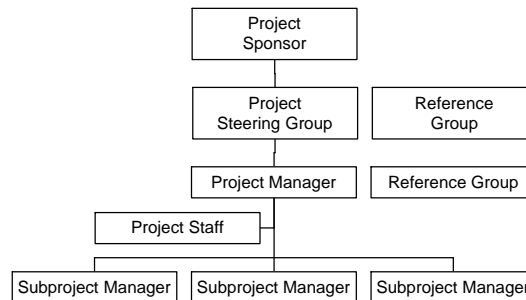 Project
Sponsor
Project
Steering Group
Reference
Group
Project Manager
Reference Group
Project Staff
Subproject Manager
Subproject Manager
Subproject Manager